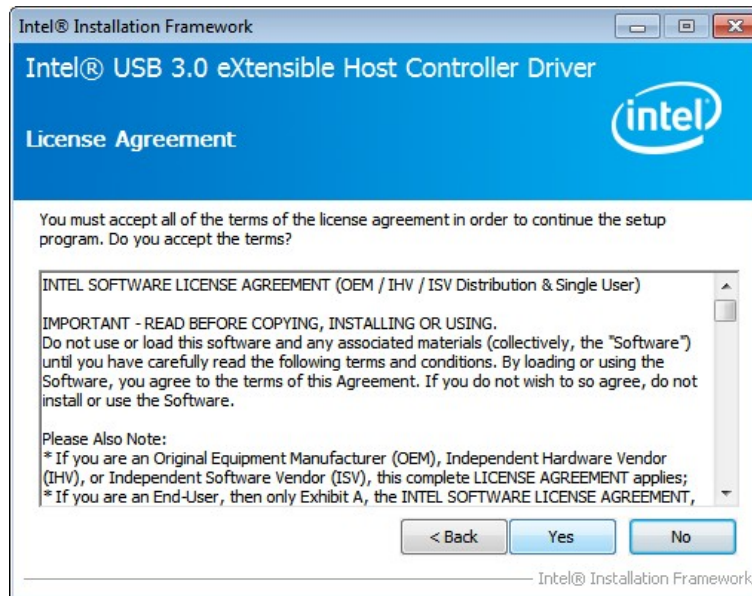 Intel® Installation Framework
Intel® USB 3.0 eXtensible Host Controller Driver
intel
License Agreement
You must accept all of the terms of the license agreement in order to continue the setup
program. Do you accept the terms?
INTEL SOFTWARE LICENSE AGREEMENT (OEM / IHV / ISV Distribution & Single User)
IMPORTANT - READ BEFORE COPYING, INSTALLING OR USING.
Do not use or load this software and any associated materials (collectively, the "Software")
until you have carefully read the following terms and conditions. By loading or using the
Software, you agree to the terms of this Agreement. If you do not wish to so agree, do not
install or use the Software.
Please Also Note:
* If you are an Original Equipment Manufacturer (OEM), Independent Hardware Vendor
(IHV), or Independent Software Vendor (ISV), this complete LICENSE AGREEMENT applies;
* If you are an End-User, then only Exhibit A, the INTEL SOFTWARE LICENSE AGREEMENT,
< Back Yes No
Intel® Installation Framework